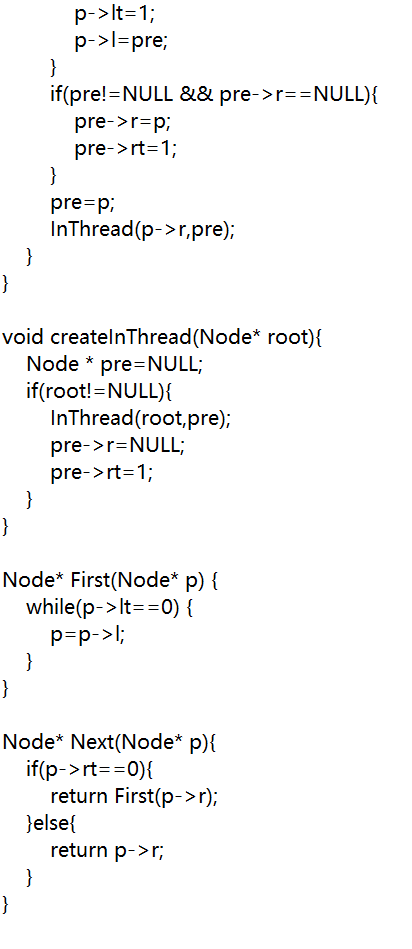 p->lt=1;
            p->l=pre;
        }
        if(pre!=NULL && pre->r==NULL){
            pre->r=p;
            pre->rt=1;
        }
        pre=p;
        InThread(p->r,pre);
    }
}

void createInThread(Node* root){
    Node * pre=NULL;
    if(root!=NULL){
        InThread(root,pre);
        pre->r=NULL;
        pre->rt=1;
    }
}

Node* First(Node* p) {
    while(p->lt==0) {
        p=p->l;
    }
}

Node* Next(Node* p){
    if(p->rt==0){
        return First(p->r);
    }else{
        return p->r;
    }
}